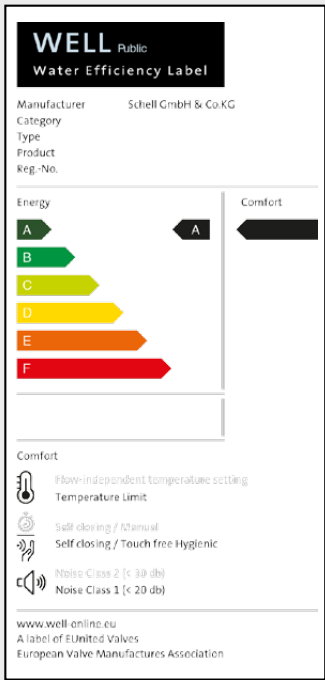 WELL Public
Water Efficiency Label
Manufacturer Schell GmbH & Co.KG
Category
Type
Product
Reg.-No.
Energy Comfort
A A
B
C
D
E
F
Comfort
Flow-independent temperature setting
Temperature Limit
Self closing / Manual
Self closing / Touch free Hygienic
Noise Class 2 (< 30 db)
Noise Class 1 (< 20 db)
www.well-online.eu
A label of EUnited Valves
European Valve Manufactures Association